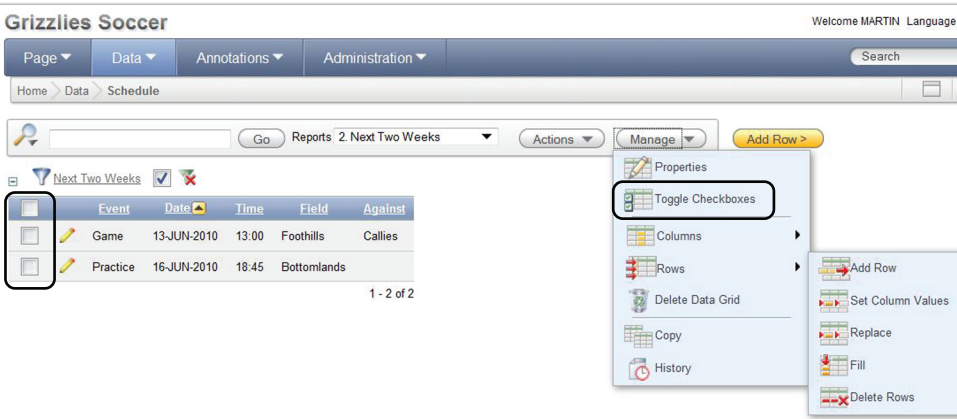 Grizzlies Soccer
Welcome MARTIN Language
Page Data Annotations Administration
Search
Home Data Schedule
Go Reports 2. Next Two Weeks Actions Manage Add Row >
Properties
Next Two Weeks
Toggle Checkboxes
Event Date Time Field Against
Game 13-JUN-2010 13:00 Foothills Callies
Columns
Practice 16-JUN-2010 18:45 Bottomlands
Rows
Add Row
1 - 2 of 2
Delete Data Grid
Set Column Values
Copy
Replace
History
Fill
Delete Rows